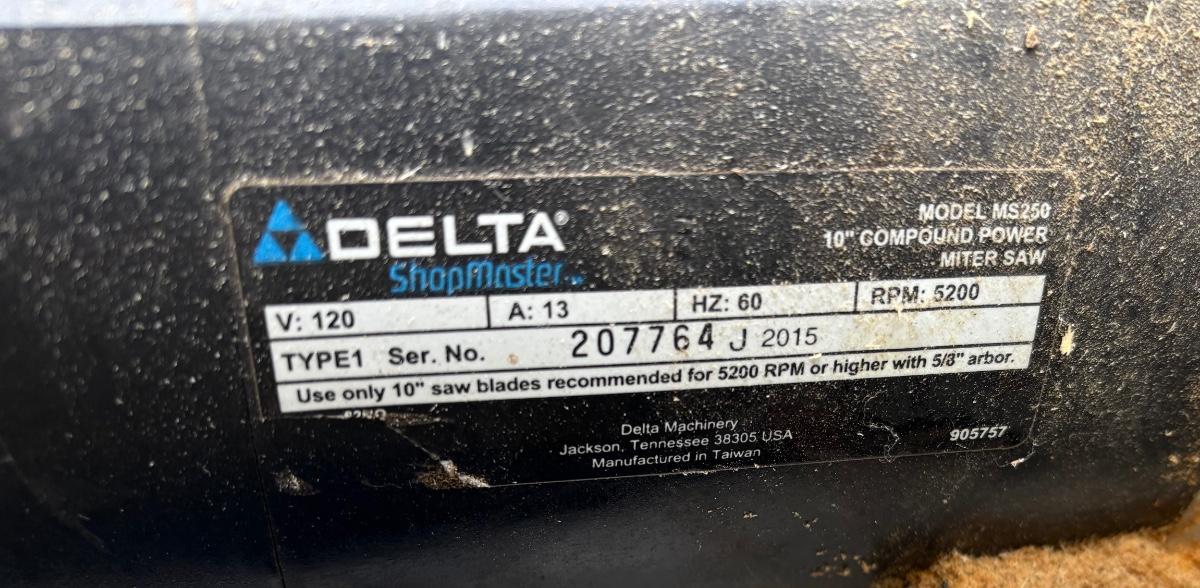 DELTA®
ShopMaster™
MODEL MS250
10" COMPOUND POWER
MITER SAW
V: 120 A: 13 HZ: 60 RPM: 5200
TYPE1 Ser. No. 207764 J 2015
Use only 10" saw blades recommended for 5200 RPM or higher with 5/8" arbor.
Delta Machinery
Jackson, Tennessee 38305 USA
Manufactured in Taiwan
905757